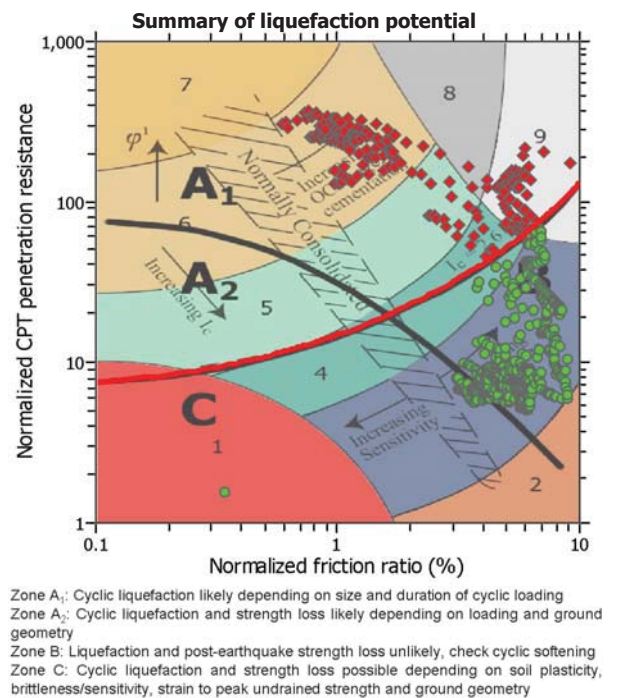 Summary of liquefaction potential
1,000
100
10
1
Normalized CPT penetration resistance
7
8
9
φ'
A₁
6
A₂
5
4
C
1
2
Normally Consolidated
Increasing Ic
Increasing
Sensitivity
cementation
0.1
1
10
Normalized friction ratio (%)
Zone A₁: Cyclic liquefaction likely depending on size and duration of cyclic loading
Zone A₂: Cyclic liquefaction and strength loss likely depending on loading and ground
geometry
Zone B: Liquefaction and post-earthquake strength loss unlikely, check cyclic softening
Zone C: Cyclic liquefaction and strength loss possible depending on soil plasticity,
brittleness/sensitivity, strain to peak undrained strength and ground geometry